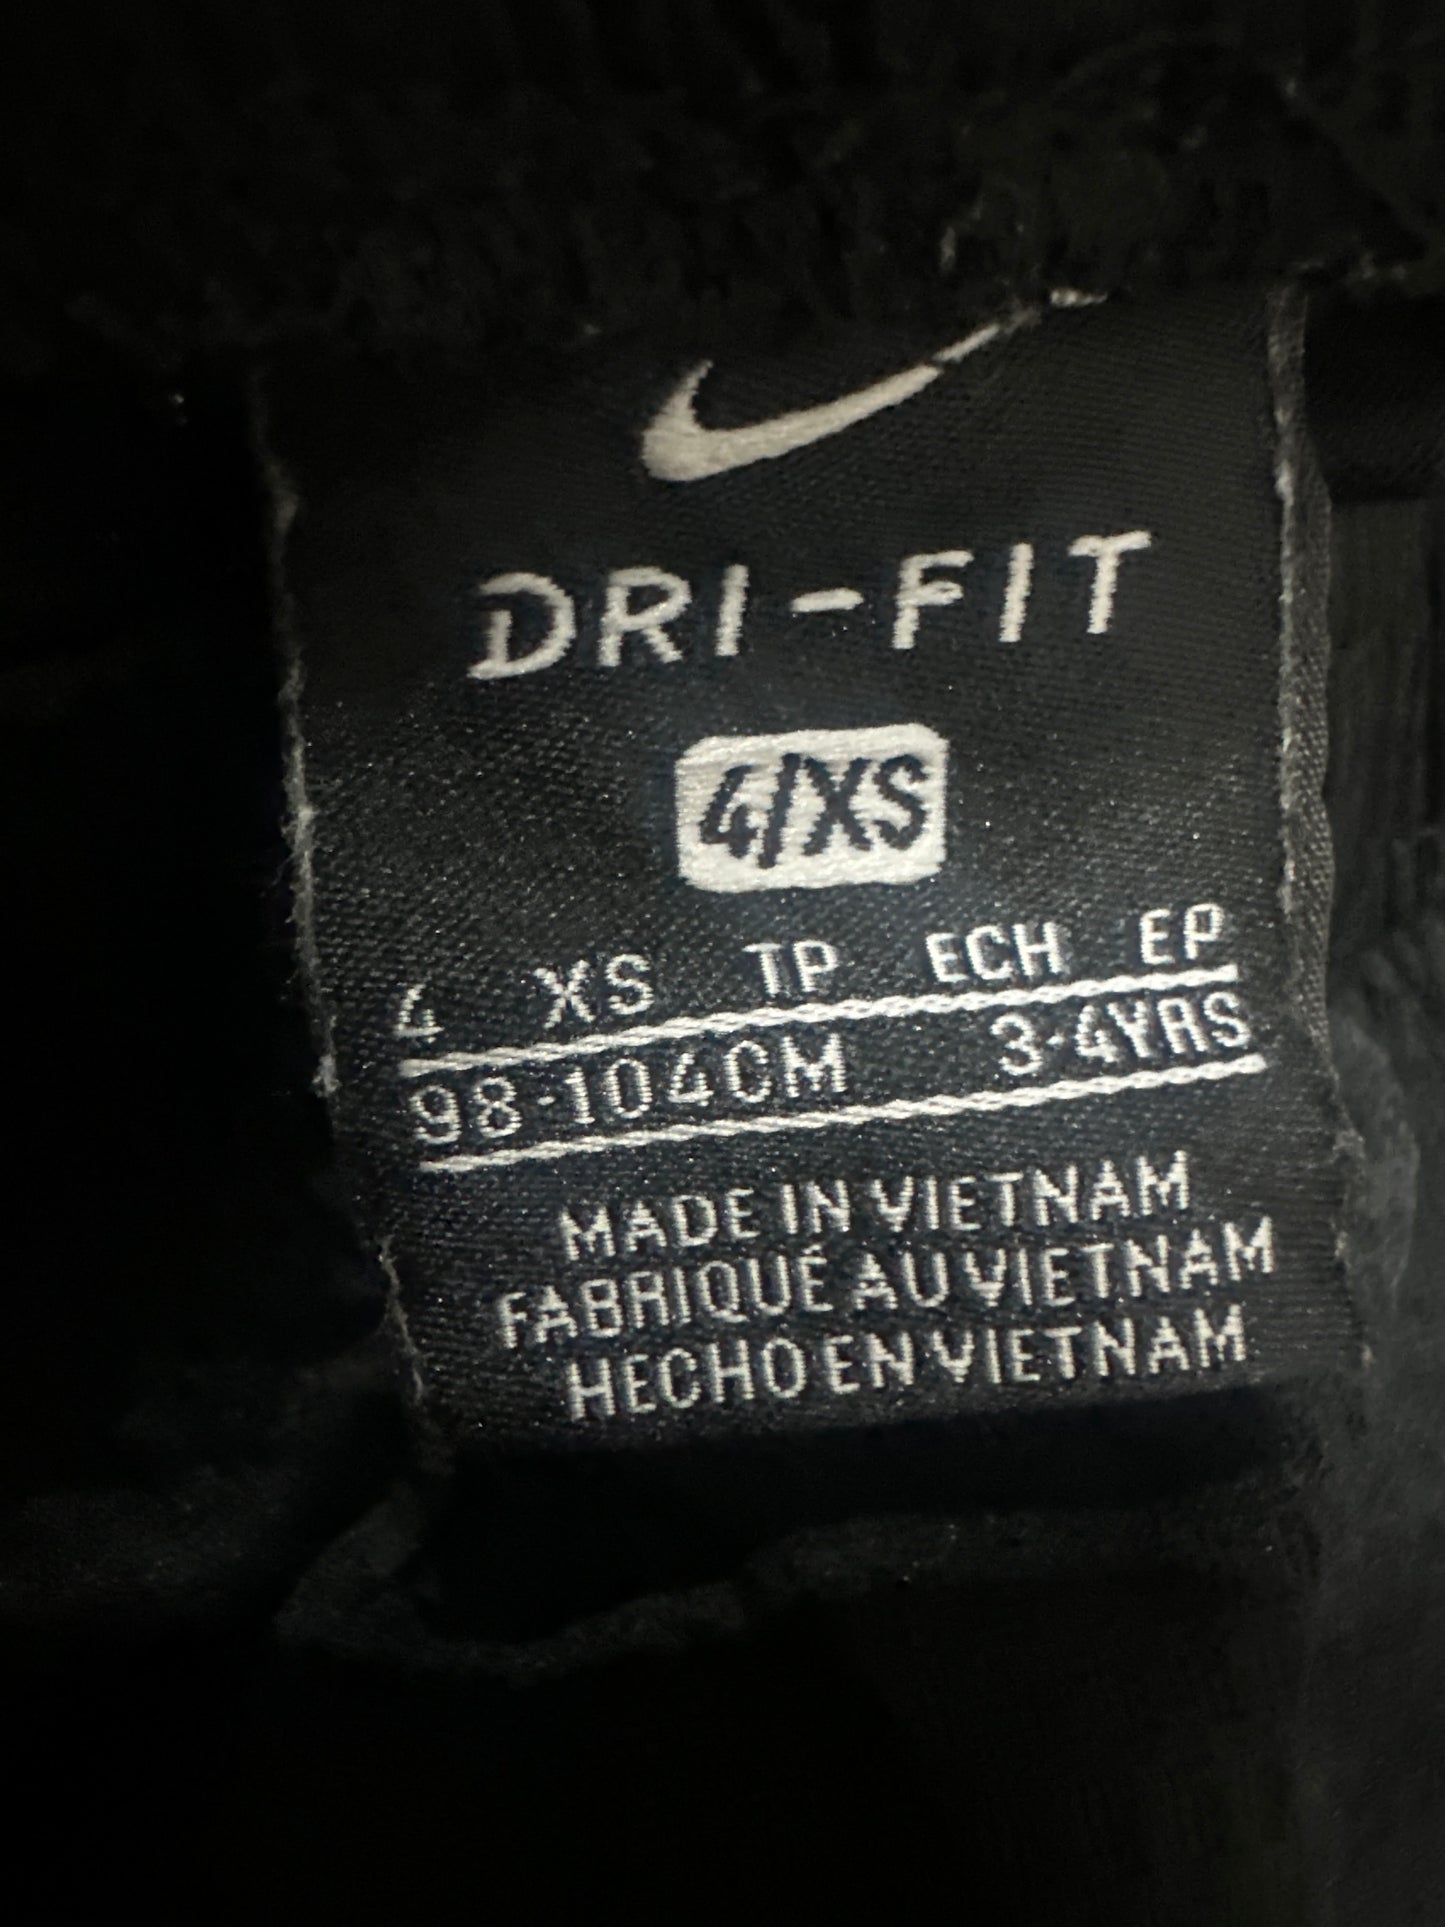 DRI-FIT
4/XS
4 XS TP ECH EP
98-104CM 3-4YRS
MADE IN VIETNAM
FABRIQUÉ AU VIETNAM
HECHO EN VIETNAM